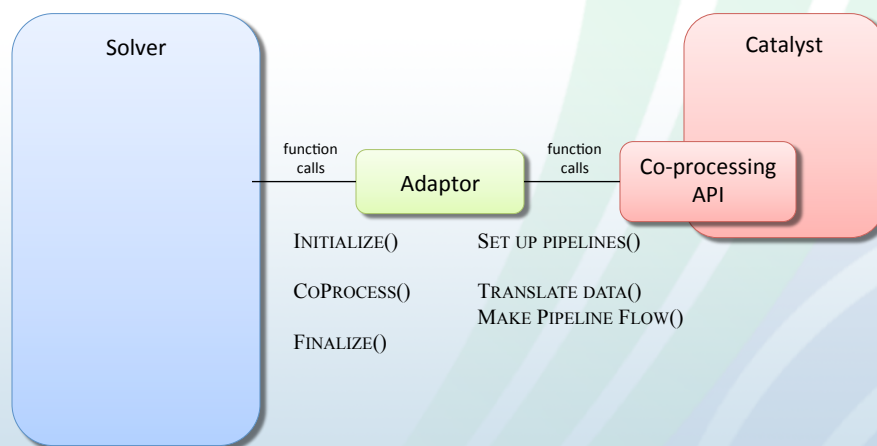 Solver
Catalyst
function
calls
function
calls
Adaptor
Co-processing
API
INITIALIZE()
SET UP PIPELINES()
COPROCESS()
TRANSLATE DATA()
MAKE PIPELINE FLOW()
FINALIZE()